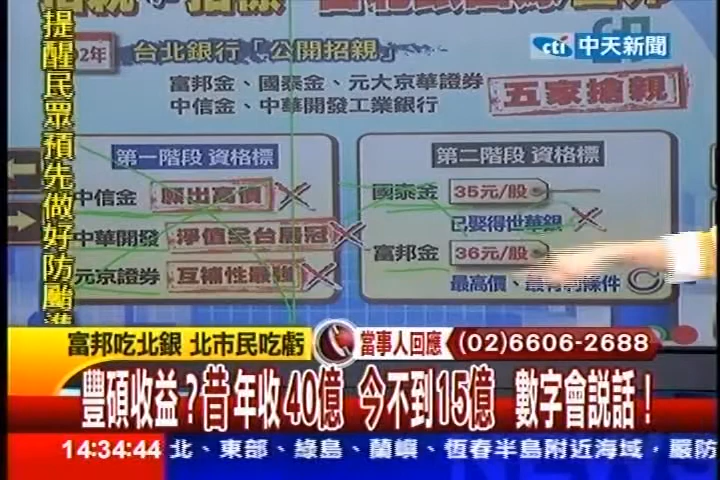 cti 中天新聞
提醒民眾預先做好防颱準
台北銀行「公開招親」
富邦金、國泰金、元大京華證券
中信金、中華開發工業銀行
五家搶親
第一階段 資格標
中信金 願出高價
中華開發 淨值全台居冠
元京證券 互補性最強
第二階段 資格標
國泰金 35元/股
已娶得世華銀
富邦金 36元/股
最高價、最有利條件
富邦吃北銀 北市民吃虧
當事人回應 (02)6606-2688
豐碩收益?昔年收40億 今不到15億 數字會說話!
14:34:44 北、東部、綠島、蘭嶼、恆春半島附近海域,嚴防